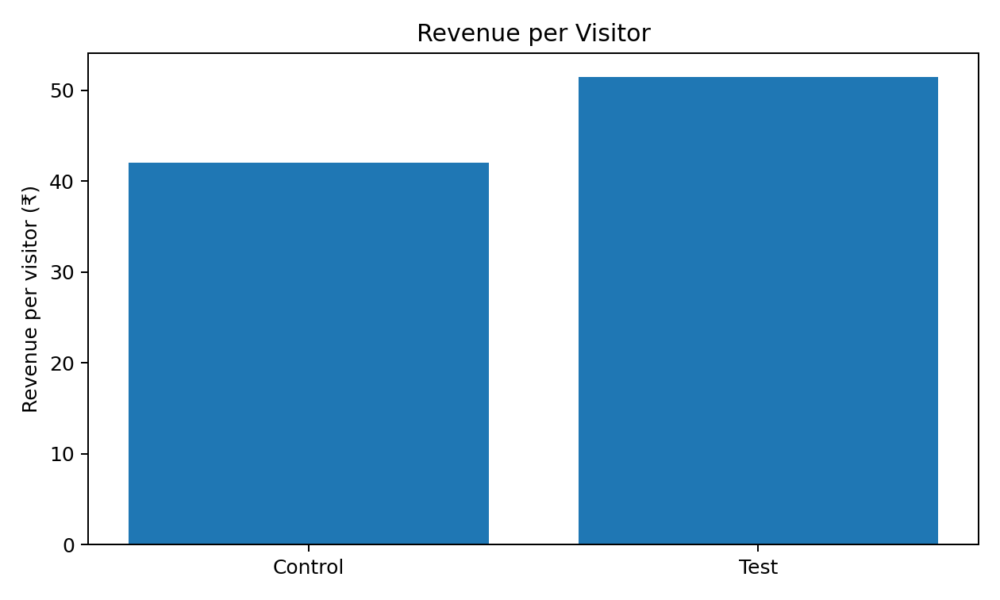 Revenue per Visitor
Revenue per visitor (₹)
50
40
30
20
10
0
Control
Test